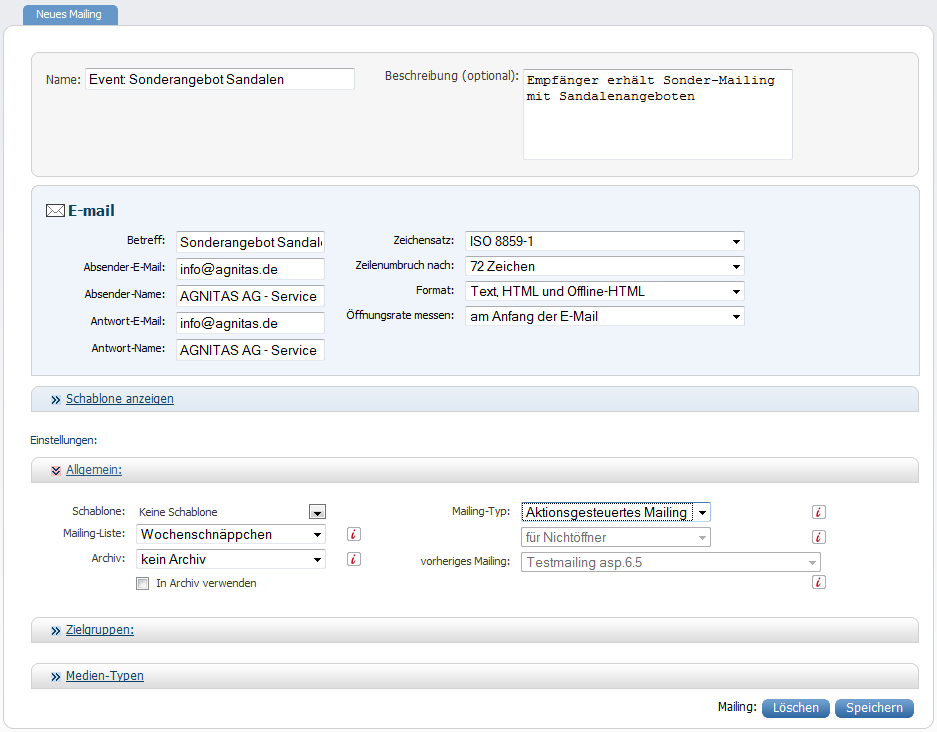 Neues Mailing
Name: Event: Sonderangebot Sandalen
Beschreibung (optional): Empfänger erhält Sonder-Mailing
mit Sandalenangeboten
E-mail
Betreff: Sonderangebot Sandal
Absender-E-Mail: info@agnitas.de
Absender-Name: AGNITAS AG - Service
Antwort-E-Mail: info@agnitas.de
Antwort-Name: AGNITAS AG - Service
Zeichensatz: ISO 8859-1
Zeilenumbruch nach: 72 Zeichen
Format: Text, HTML und Offline-HTML
Öffnungsrate messen: am Anfang der E-Mail
Schablone anzeigen
Einstellungen:
Allgemein:
Schablone: Keine Schablone
Mailing-Liste: Wochenschnäppchen
Archiv: kein Archiv
In Archiv verwenden
Mailing-Typ: Aktionsgesteuertes Mailing
für Nichtöffner
vorheriges Mailing: Testmailing asp.6.5
Zielgruppen:
Medien-Typen
Mailing: Löschen Speichern